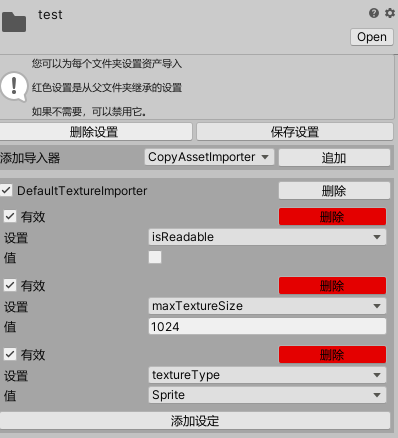 test
Open
您可以为每个文件夹设置资产导入
红色设置是从父文件夹继承的设置
如果不需要，可以禁用它。
删除设置 保存设置
添加导入器 CopyAssetImporter 追加
DefaultTextureImporter 删除
有效 删除
设置 isReadable
值
有效 删除
设置 maxTextureSize
值 1024
有效 删除
设置 textureType
值 Sprite
添加设定